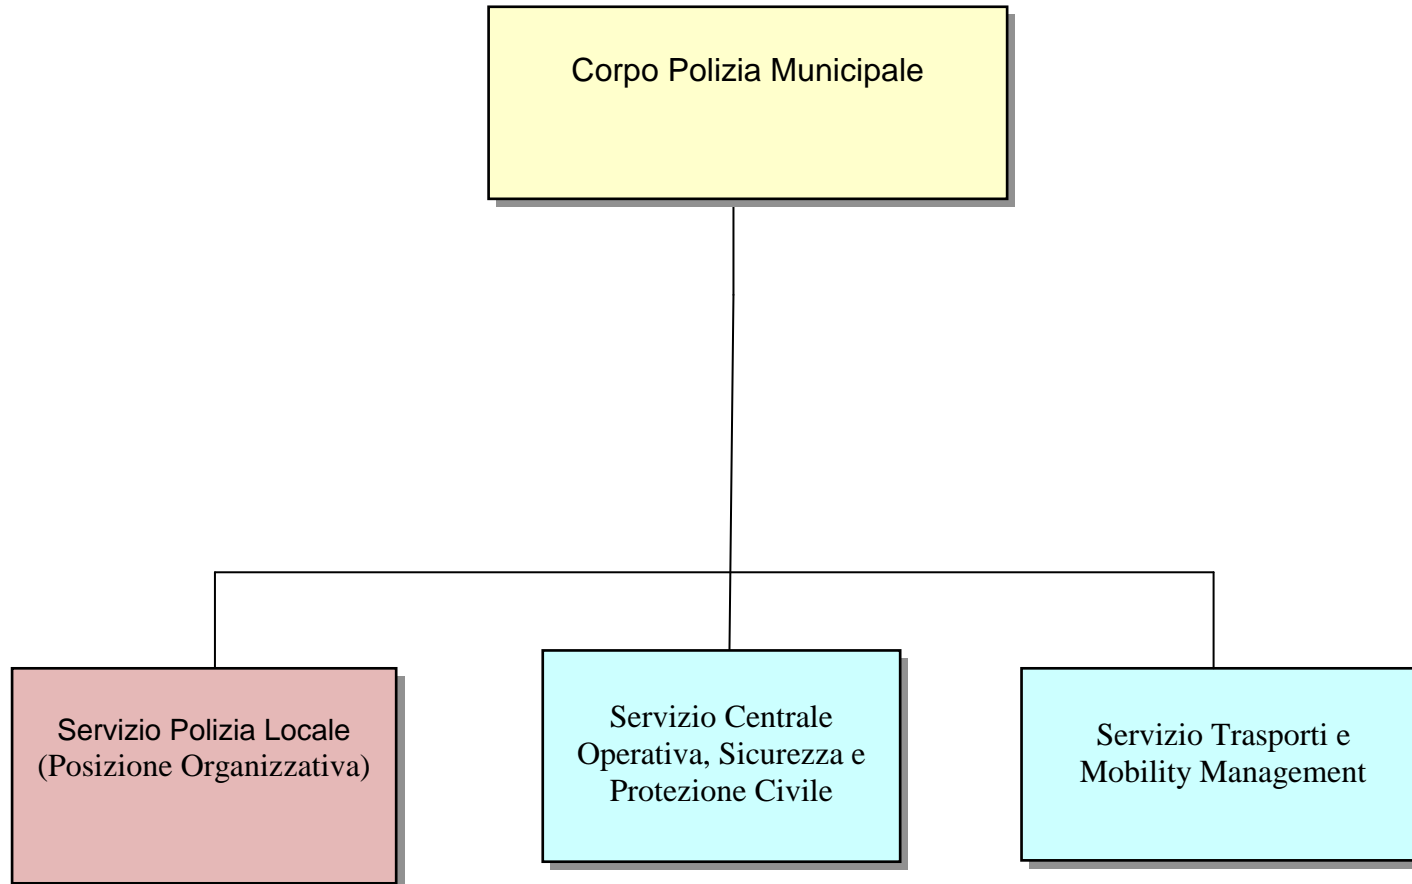 Corpo Polizia Municipale
Servizio Polizia Locale
(Posizione Organizzativa)
Servizio Centrale
Operativa, Sicurezza e
Protezione Civile
Servizio Trasporti e
Mobility Management